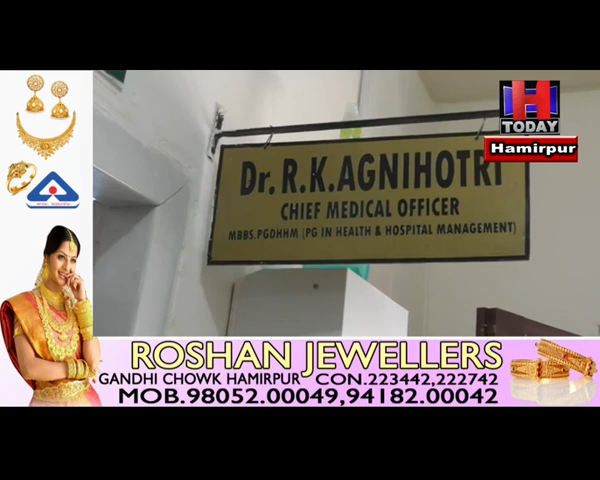 H
TODAY
Hamirpur
Dr. R.K.AGNIHOTRI
CHIEF MEDICAL OFFICER
MBBS.PGDHHM (PG IN HEALTH & HOSPITAL MANAGEMENT)
ROSHAN JEWELLERS
GANDHI CHOWK HAMIRPUR CON.223442,222742
MOB.98052.00049,94182.00042